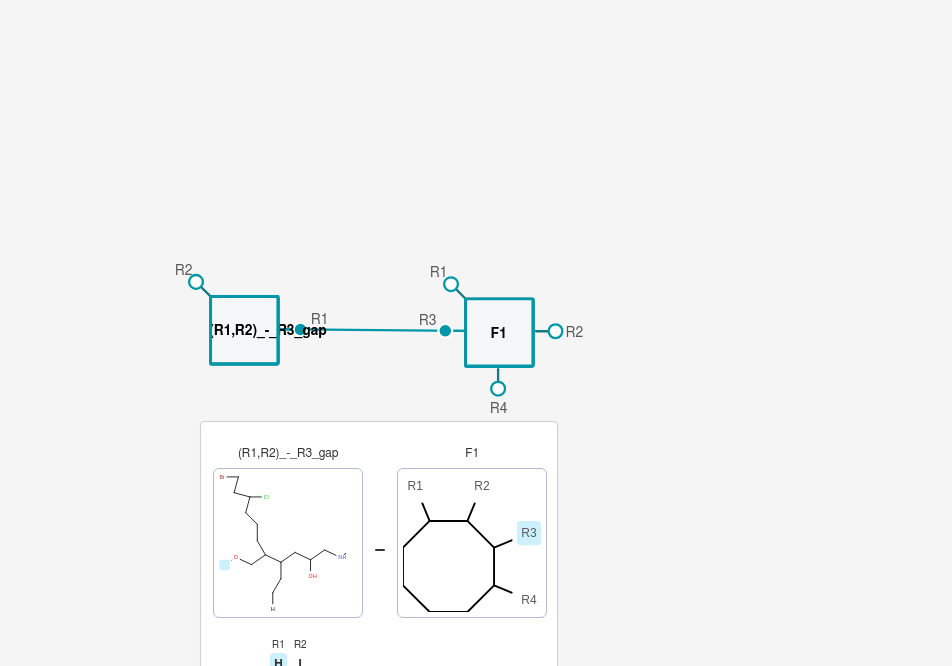 R2
R1
(R1,R2)_-_R3_gap
R1
R3
F1
R2
R4
(R1,R2)_-_R3_gap
F1
Br
Cl
O
OH
NH
H
–
R1
R2
R3
R4
R1 R2
H